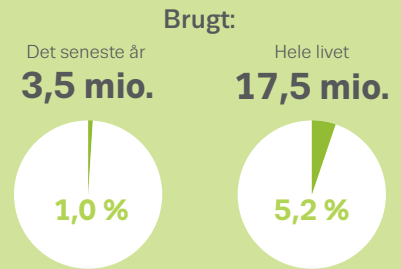 Brugt:
Det seneste år
3,5 mio.
1,0 %
Hele livet
17,5 mio.
5,2 %